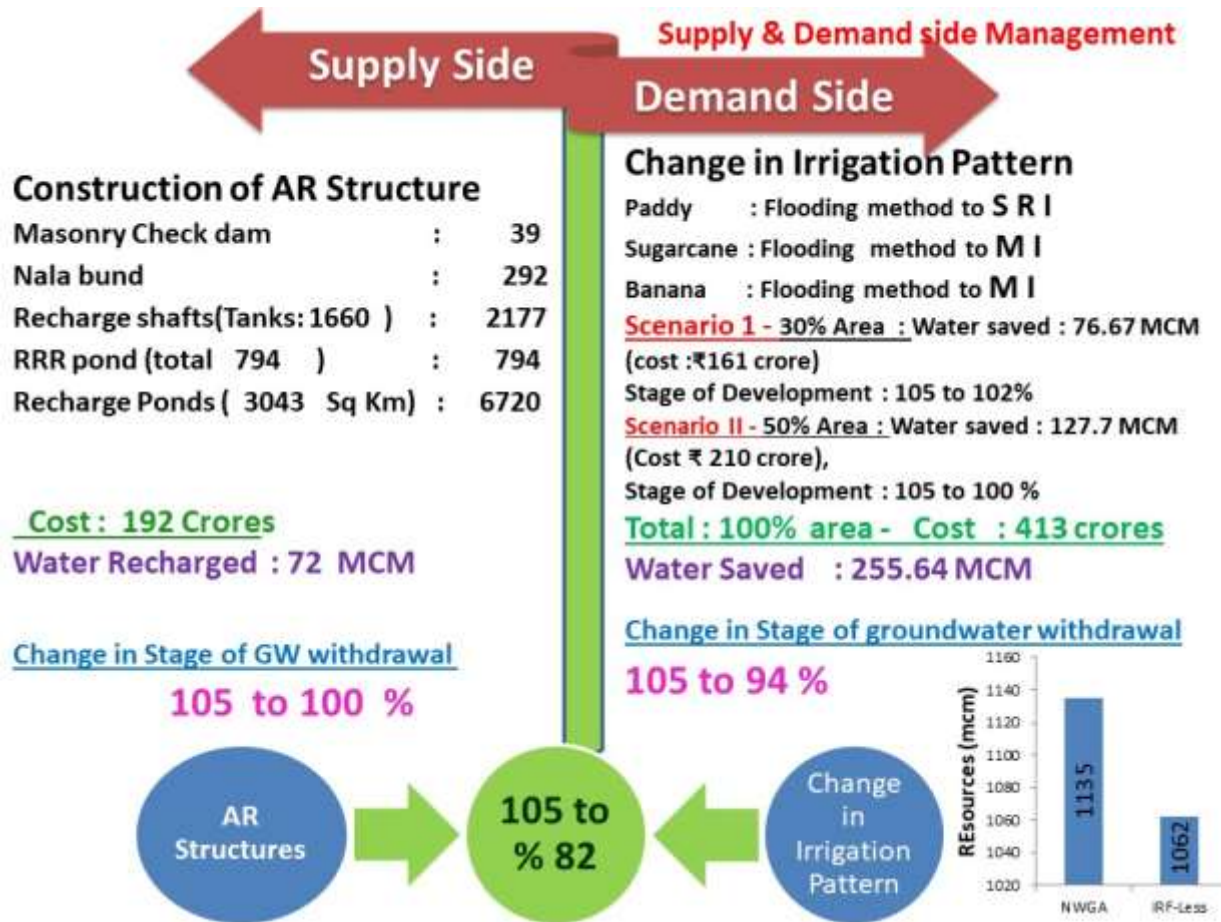 Supply & Demand side Management
Supply Side
Demand Side
Construction of AR Structure
Masonry Check dam : 39
Nala bund : 292
Recharge shafts(Tanks: 1660 ) : 2177
RRR pond (total 794 ) : 794
Recharge Ponds ( 3043 Sq Km) : 6720
Cost : 192 Crores
Water Recharged : 72 MCM
Change in Stage of GW withdrawal
105 to 100 %
Change in Irrigation Pattern
Paddy : Flooding method to S R I
Sugarcane : Flooding method to M I
Banana : Flooding method to M I
Scenario 1 - 30% Area : Water saved : 76.67 MCM
(cost :₹161 crore)
Stage of Development : 105 to 102%
Scenario II - 50% Area : Water saved : 127.7 MCM
(Cost ₹ 210 crore),
Stage of Development : 105 to 100 %
Total : 100% area - Cost : 413 crores
Water Saved : 255.64 MCM
Change in Stage of groundwater withdrawal
105 to 94 %
AR
Structures
105 to
% 82
Change
in
Irrigation
Pattern
REsources (mcm)
1160
1140
1120
1100
1080
1060
1040
1020
1135
1062
NWGA
IRF-Less